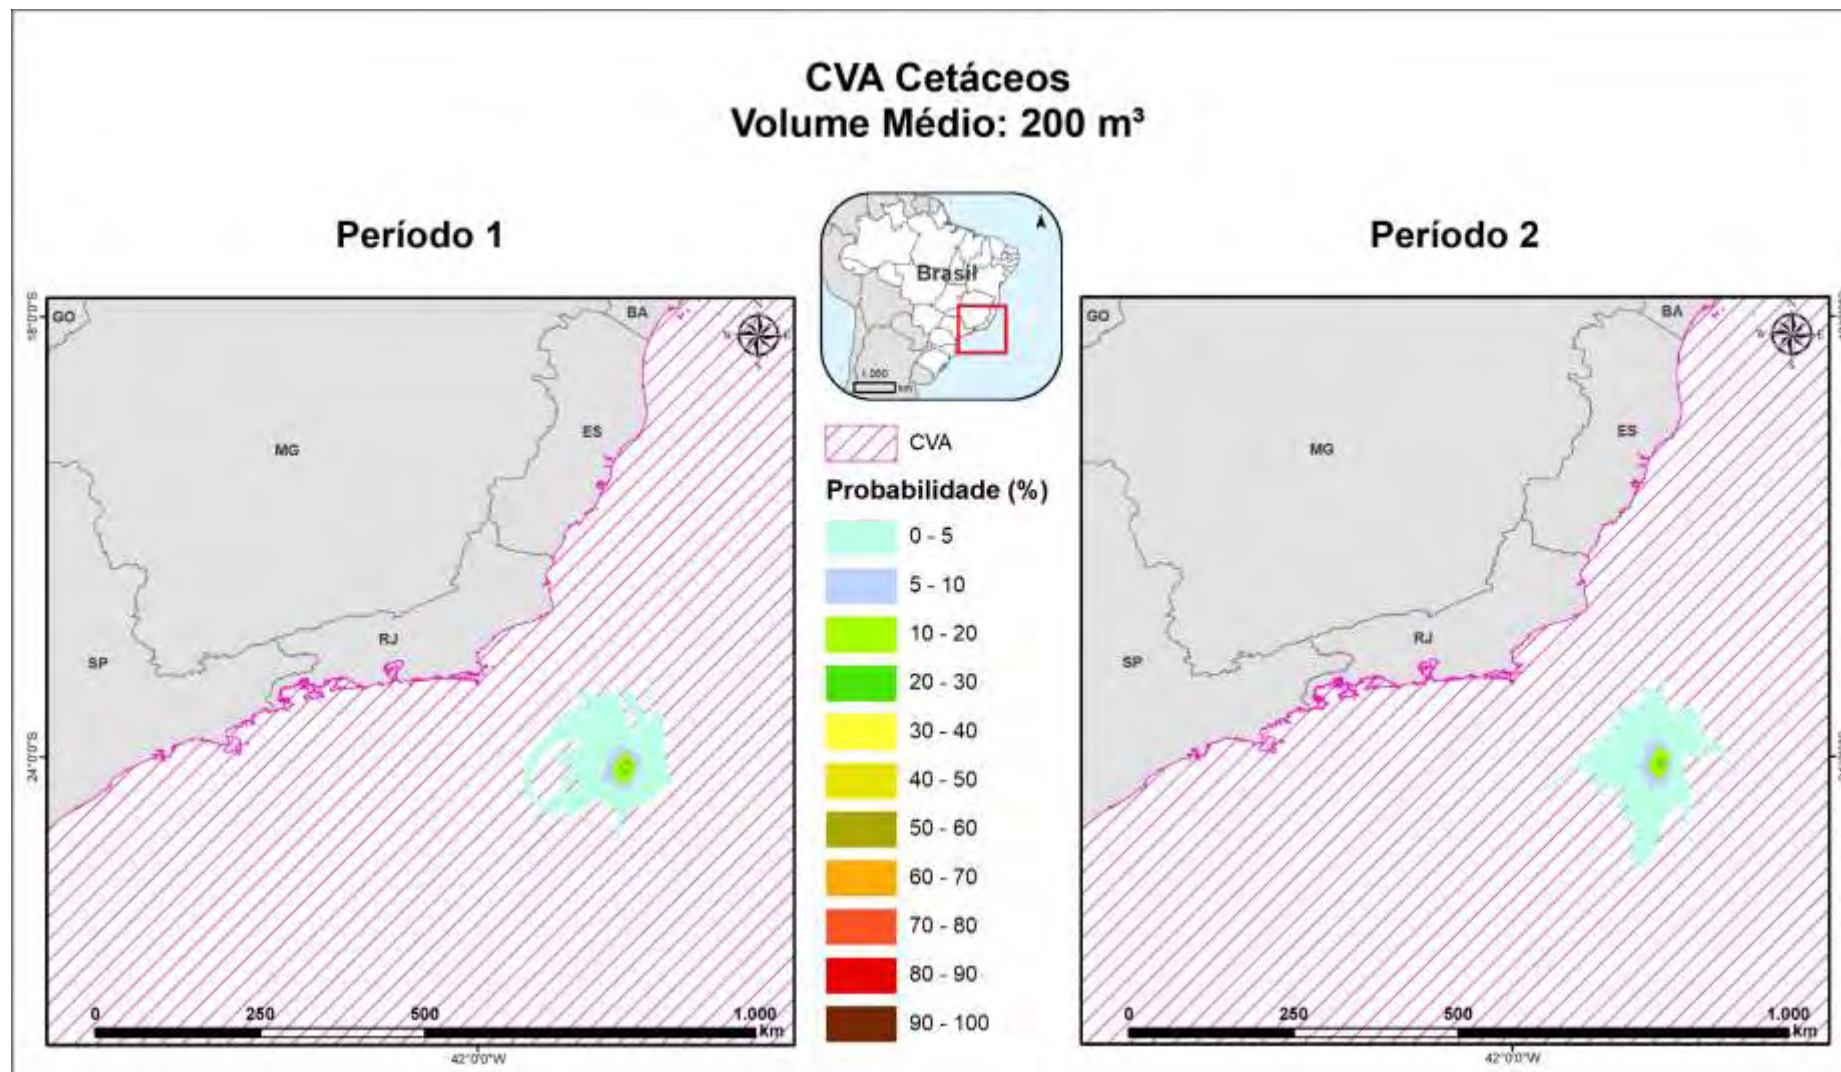 CVA Cetáceos
Volume Médio: 200 m³
Período 1
Período 2
Brasil
1.000
km
CVA
Probabilidade (%)
0 - 5
5 - 10
10 - 20
20 - 30
30 - 40
40 - 50
50 - 60
60 - 70
70 - 80
80 - 90
90 - 100
GO
BA
ES
MG
RJ
SP
18°0'0"S
24°0'0"S
0
250
500
1.000
km
42°0'0"W
GO
BA
ES
MG
RJ
SP
0
250
500
1.000
km
42°0'0"W